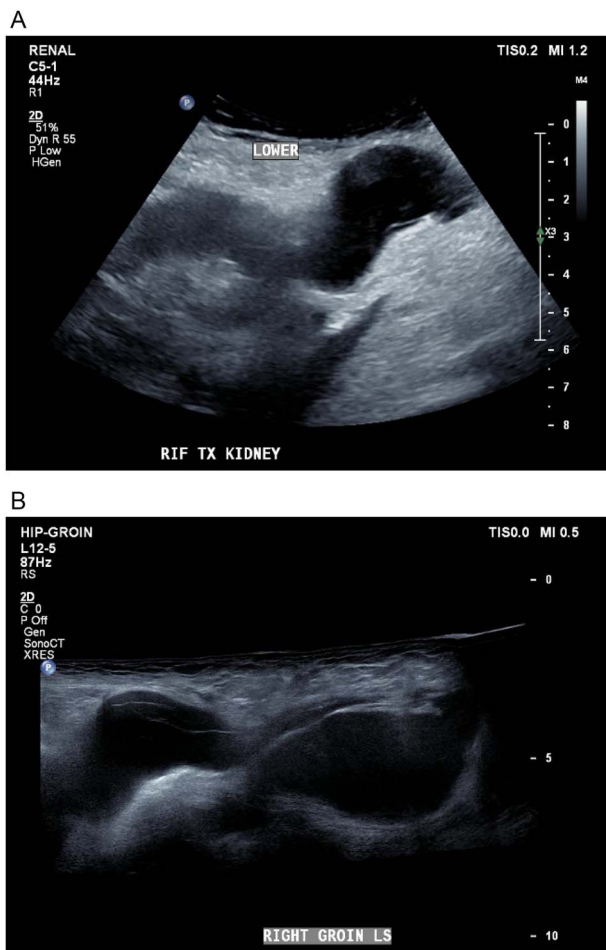 A
RENAL
C5-1
44Hz
R1
2D
51%
Dyn R 55
P Low
HGen
TIS0.2 MI 1.2
M4
P
LOWER
0
1
2
X3
3
4
5
6
7
8
RIF TX KIDNEY
B
HIP-GROIN
L12-5
87Hz
RS
2D
C 0
P Off
Gen
SonoCT
XRES
TIS0.0 MI 0.5
P
0
5
10
RIGHT GROIN LS